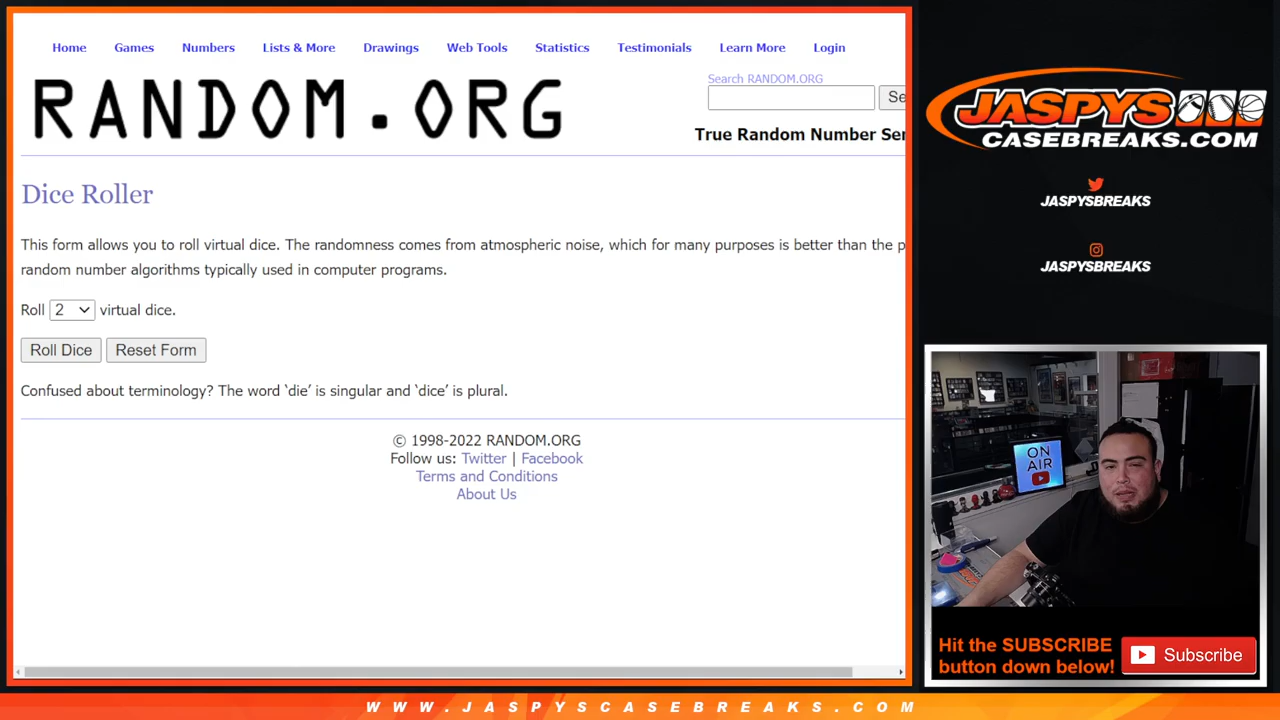 Home Games Numbers Lists & More Drawings Web Tools Statistics Testimonials Learn More Login
RANDOM.ORG
Search RANDOM.ORG
Se
True Random Number Ser
Dice Roller
This form allows you to roll virtual dice. The randomness comes from atmospheric noise, which for many purposes is better than the p
random number algorithms typically used in computer programs.
Roll 2 virtual dice.
Roll Dice Reset Form
Confused about terminology? The word ‘die’ is singular and ‘dice’ is plural.
© 1998-2022 RANDOM.ORG
Follow us: Twitter | Facebook
Terms and Conditions
About Us
JASPYS
CASEBREAKS.COM
JASPYSBREAKS
JASPYSBREAKS
ON
AIR
Hit the SUBSCRIBE
button down below!
Subscribe
WWW.JASPYSCASEBREAKS.COM